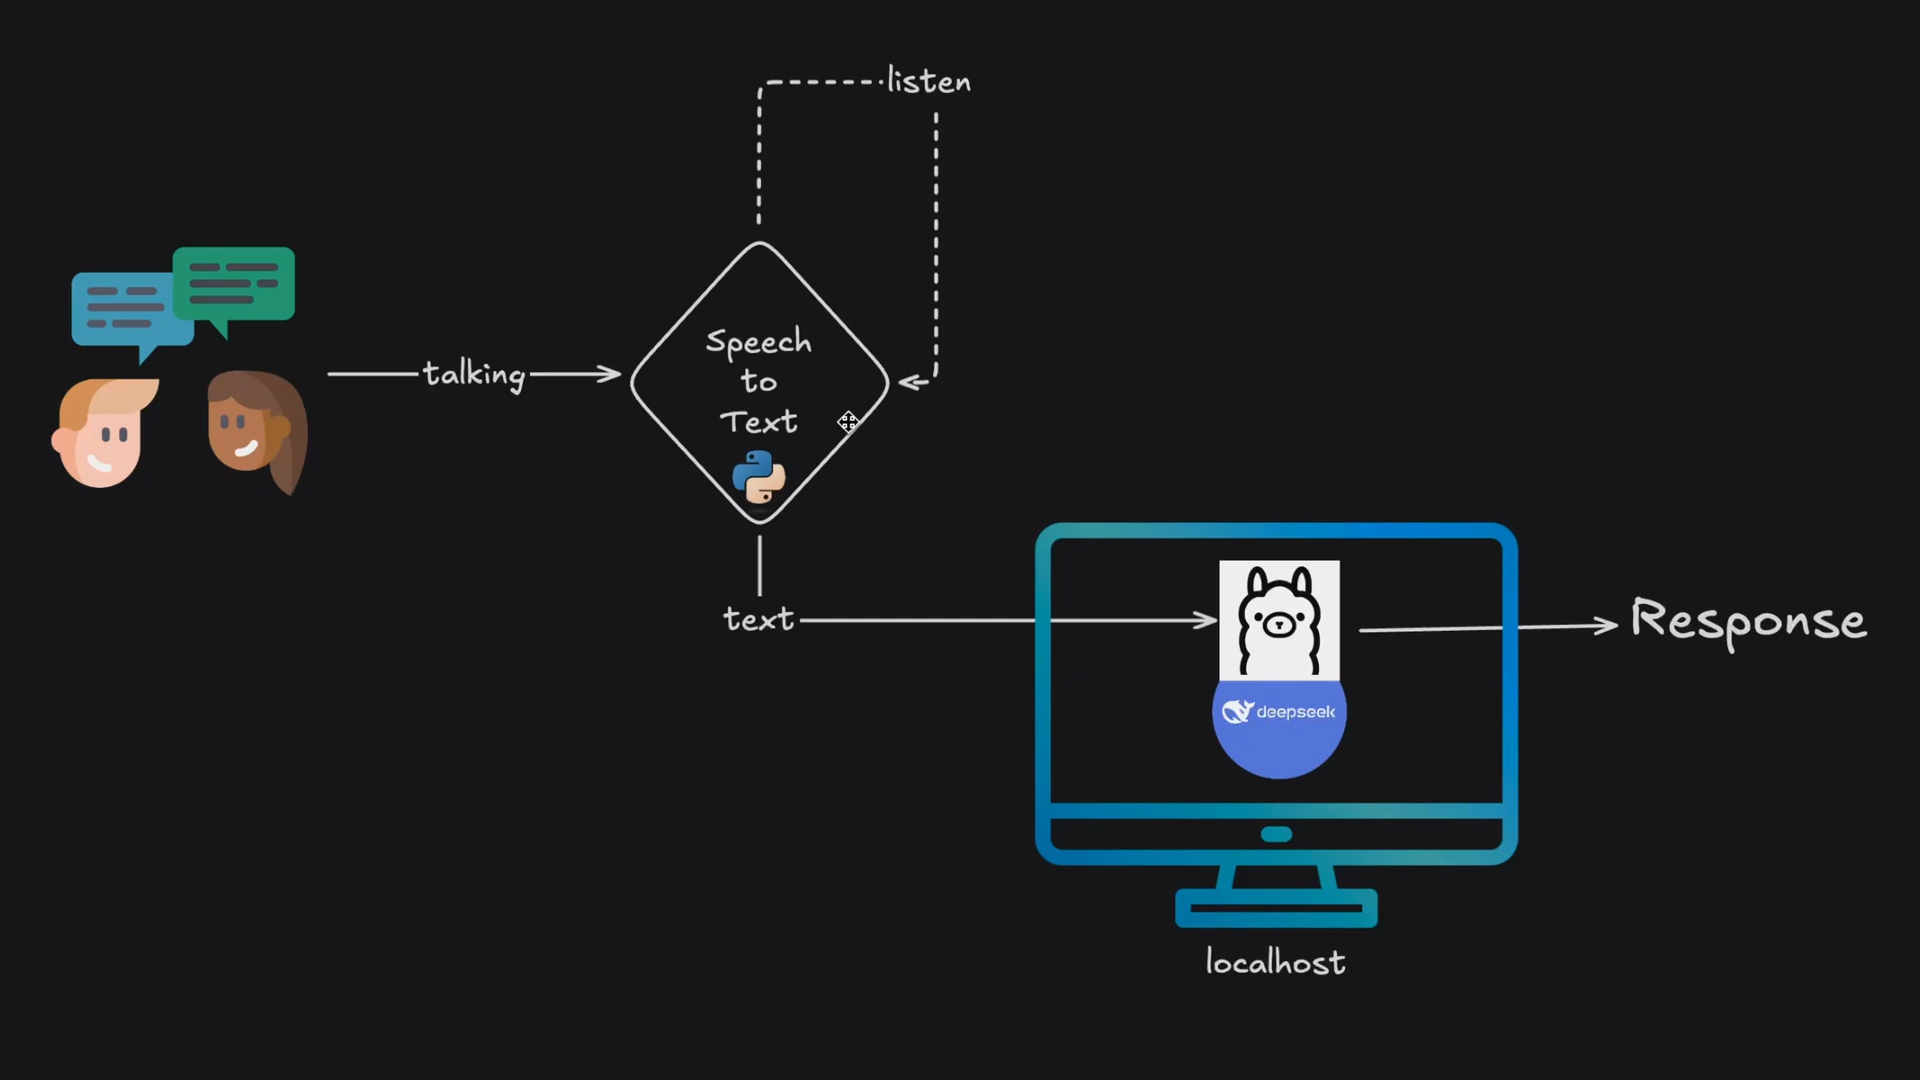 listen
talking
Speech
to
Text
text
deepseek
Response
localhost